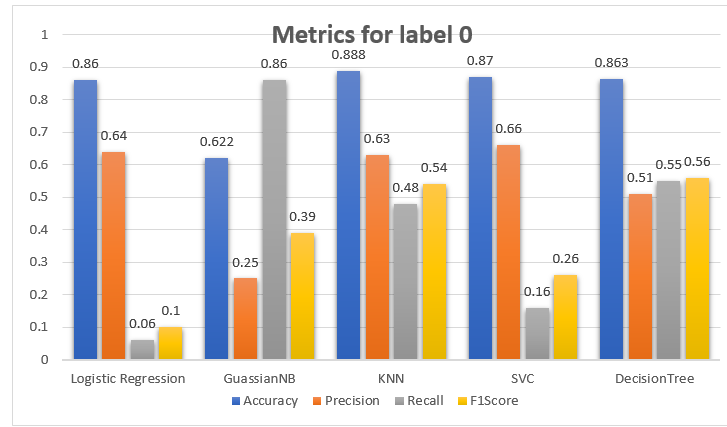 Metrics for label 0
1
0.9
0.8
0.7
0.6
0.5
0.4
0.3
0.2
0.1
0
0.86 0.64 0.06 0.1
0.622 0.25 0.86 0.39
0.888 0.63 0.48 0.54
0.87 0.66 0.16 0.26
0.863 0.51 0.55 0.56
Logistic Regression GuassianNB KNN SVC DecisionTree
Accuracy Precision Recall F1Score